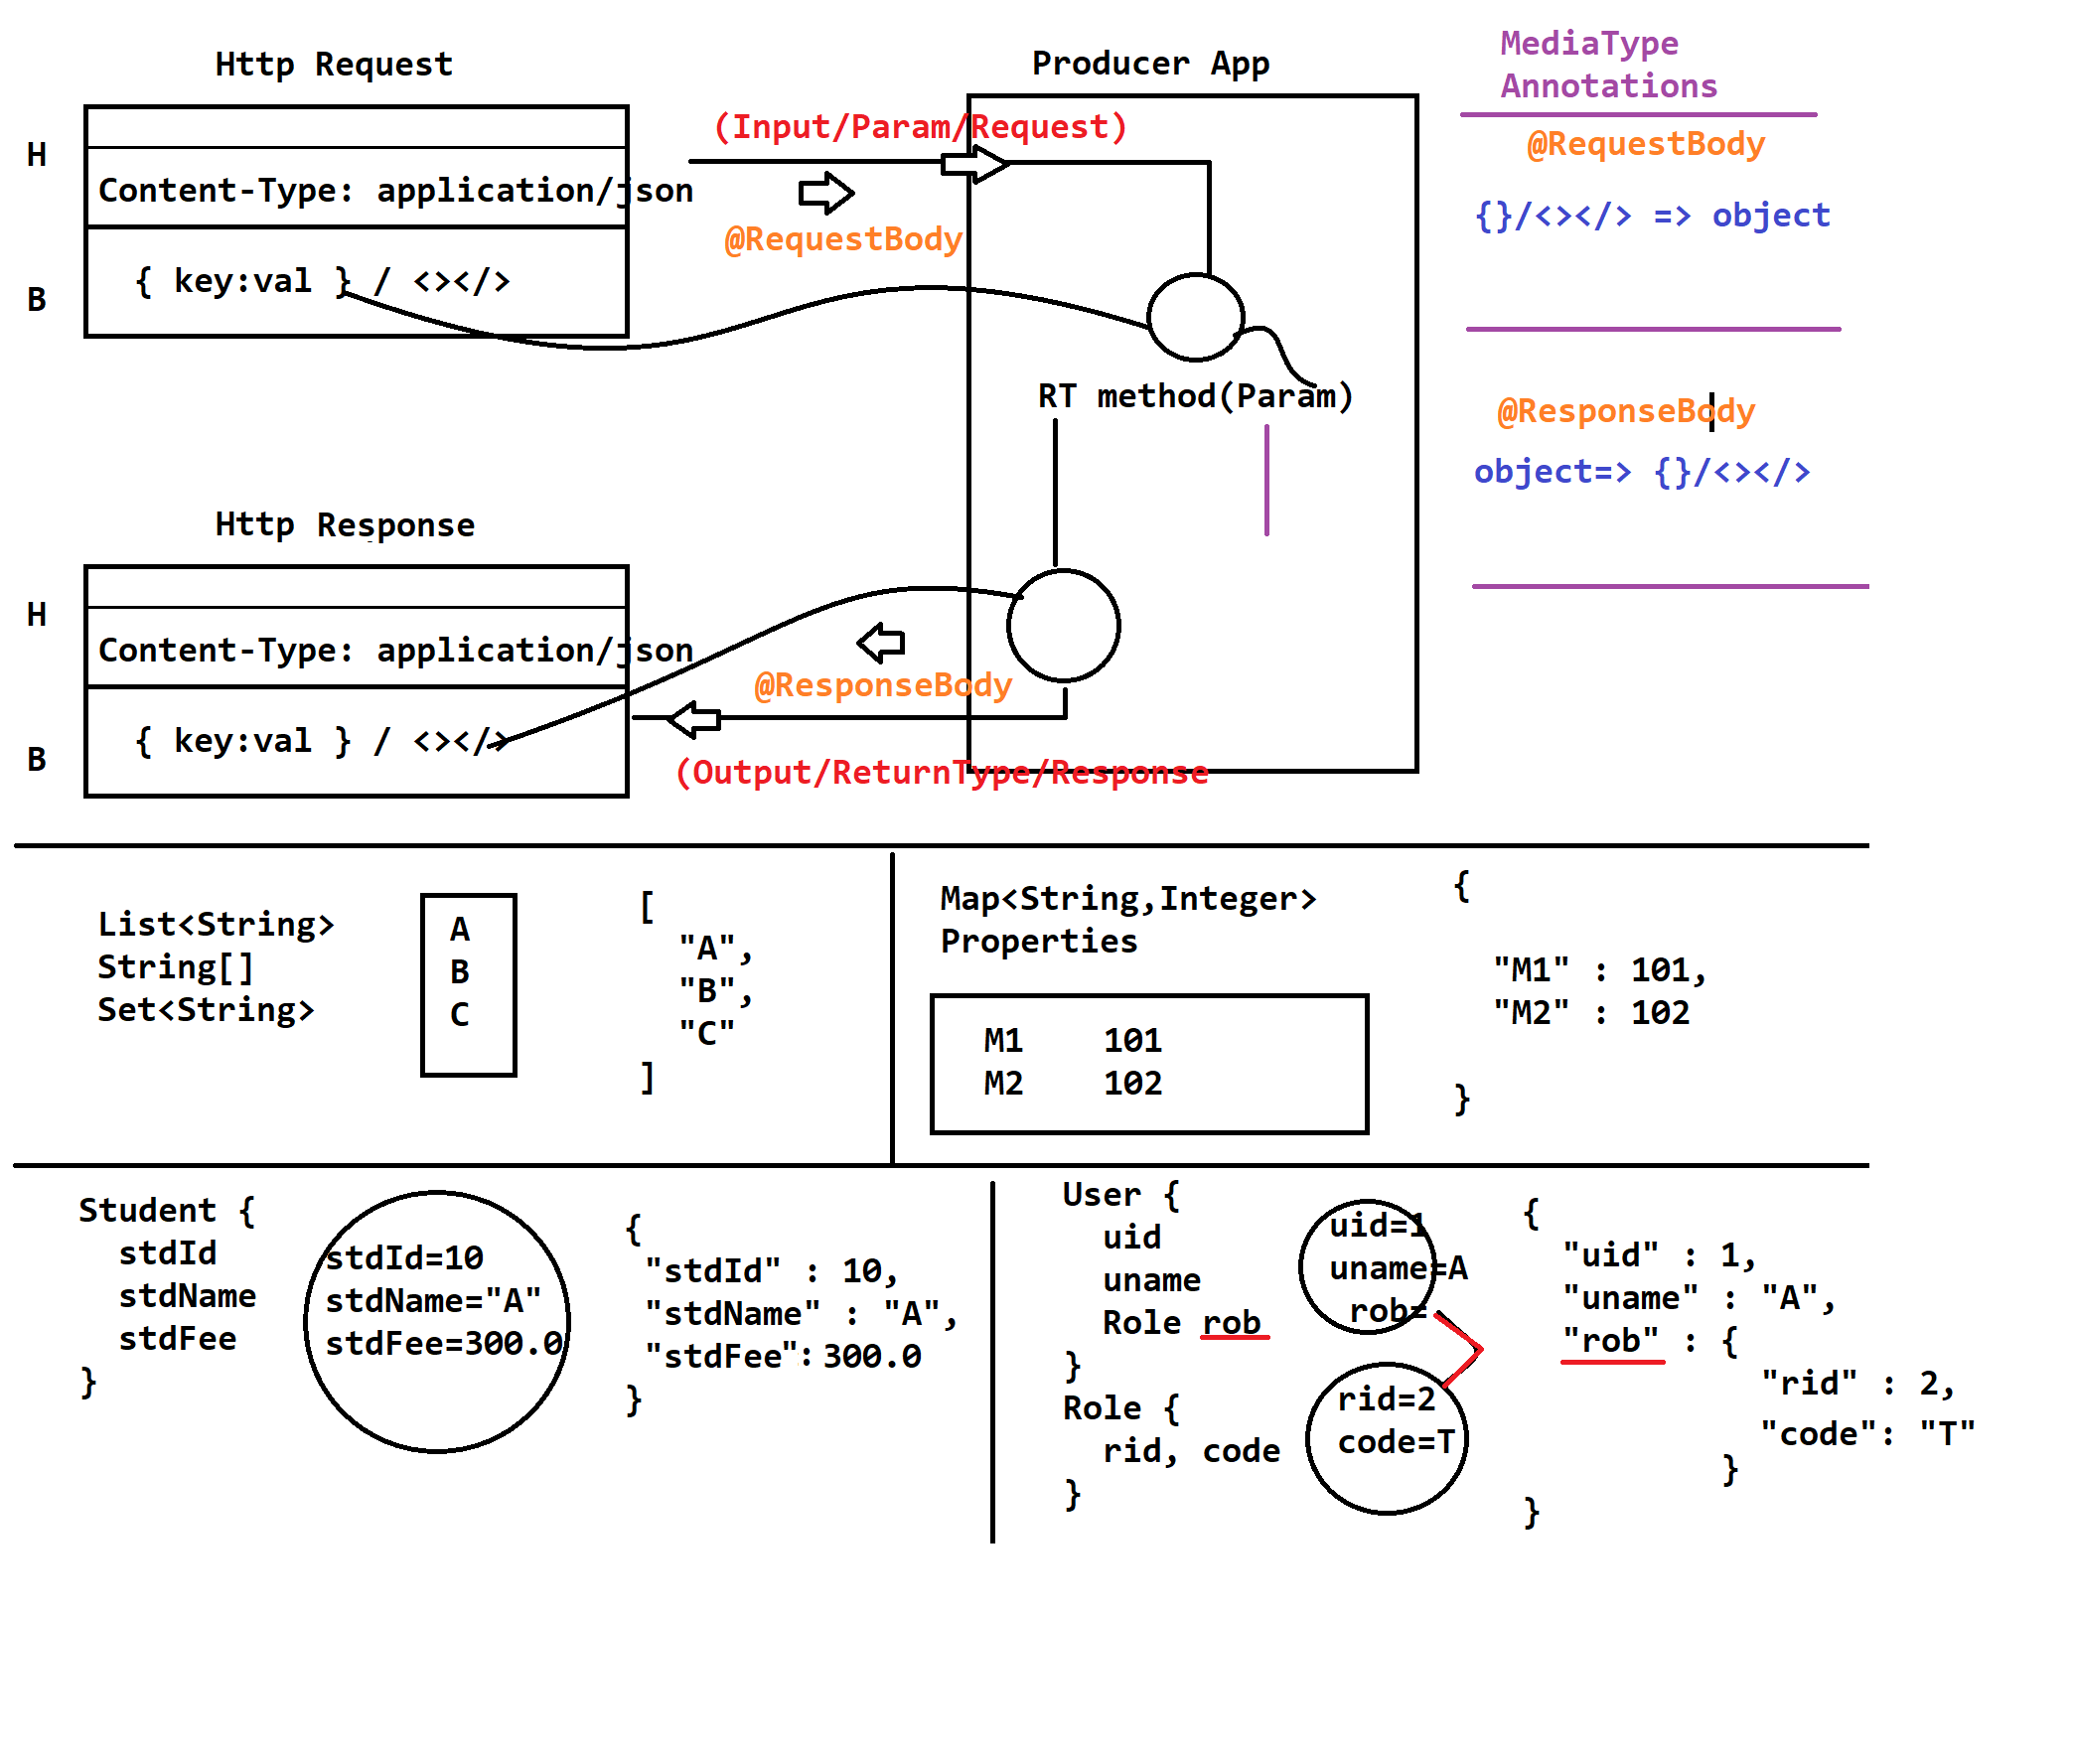 Http Request
H
Content-Type: application/json
B
{ key:val } / <></>
(Input/Param/Request)
@RequestBody
Producer App
RT method(Param)
MediaType
Annotations
@RequestBody
{}/<></> => object
@ResponseBody
object=> {}/<></>
Http Response
H
Content-Type: application/json
B
{ key:val } / <></>
@ResponseBody
(Output/ReturnType/Response
List<String>
String[]
Set<String>
A
B
C
[
"A",
"B",
"C"
]
Map<String,Integer>
Properties
M1 101
M2 102
{
"M1" : 101,
"M2" : 102
}
Student {
stdId
stdName
stdFee
}
stdId=10
stdName="A"
stdFee=300.0
{
"stdId" : 10,
"stdName" : "A",
"stdFee":300.0
}
User {
uid
uname
Role rob
}
Role {
rid, code
}
uid=1
uname=A
rob=
rid=2
code=T
{
"uid" : 1,
"uname" : "A",
"rob" : {
"rid" : 2,
"code": "T"
}
}